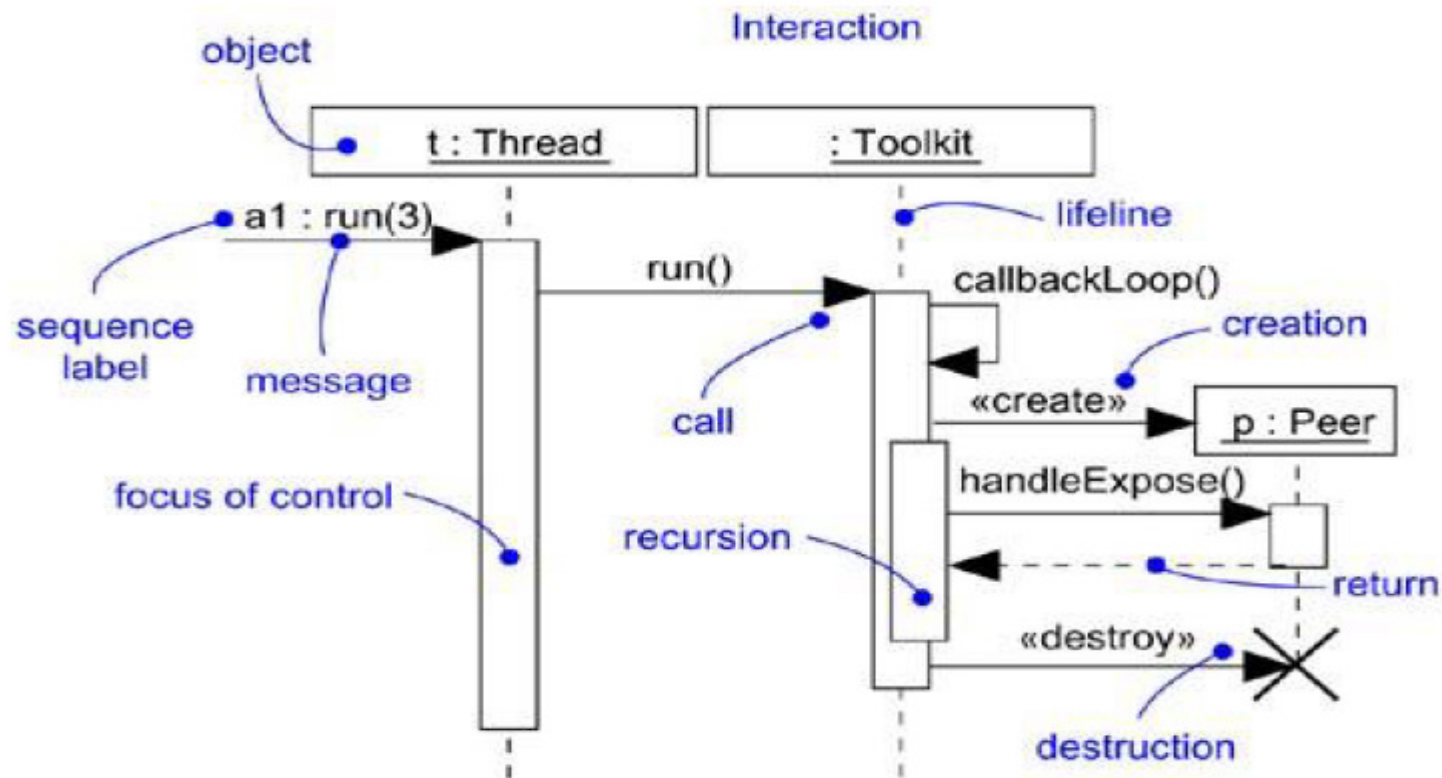 Interaction
object
t : Thread
: Toolkit
a1 : run(3)
lifeline
run()
callbackLoop()
sequence
label
message
creation
call
«create»
p : Peer
focus of control
handleExpose()
recursion
return
«destroy»
destruction